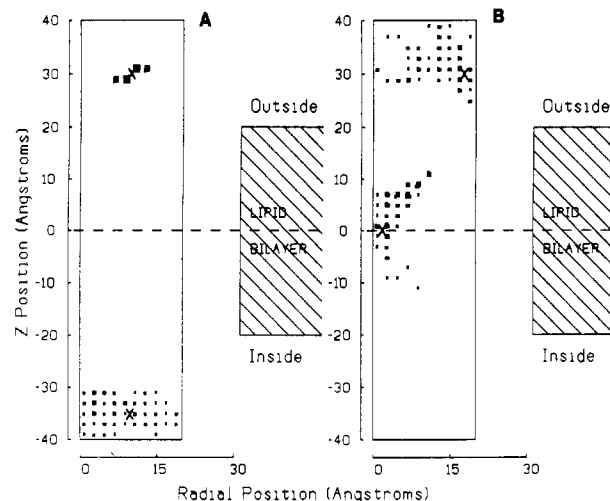 A
B
40
30
20
10
0
-10
-20
-30
-40
Z Position (Angstroms)
Outside
LIPID
BILAYER
Inside
0
15
30
40
30
20
10
0
-10
-20
-30
-40
Outside
LIPID
BILAYER
Inside
0
15
30
Radial Position (Angstroms)